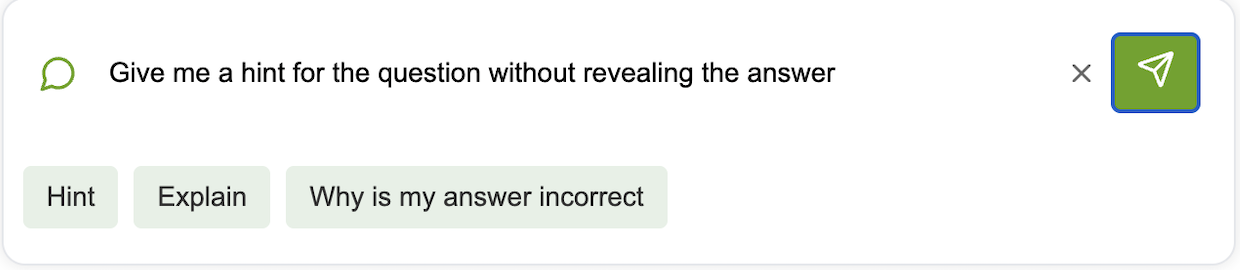 Give me a hint for the question without revealing the answer
Hint Explain Why is my answer incorrect